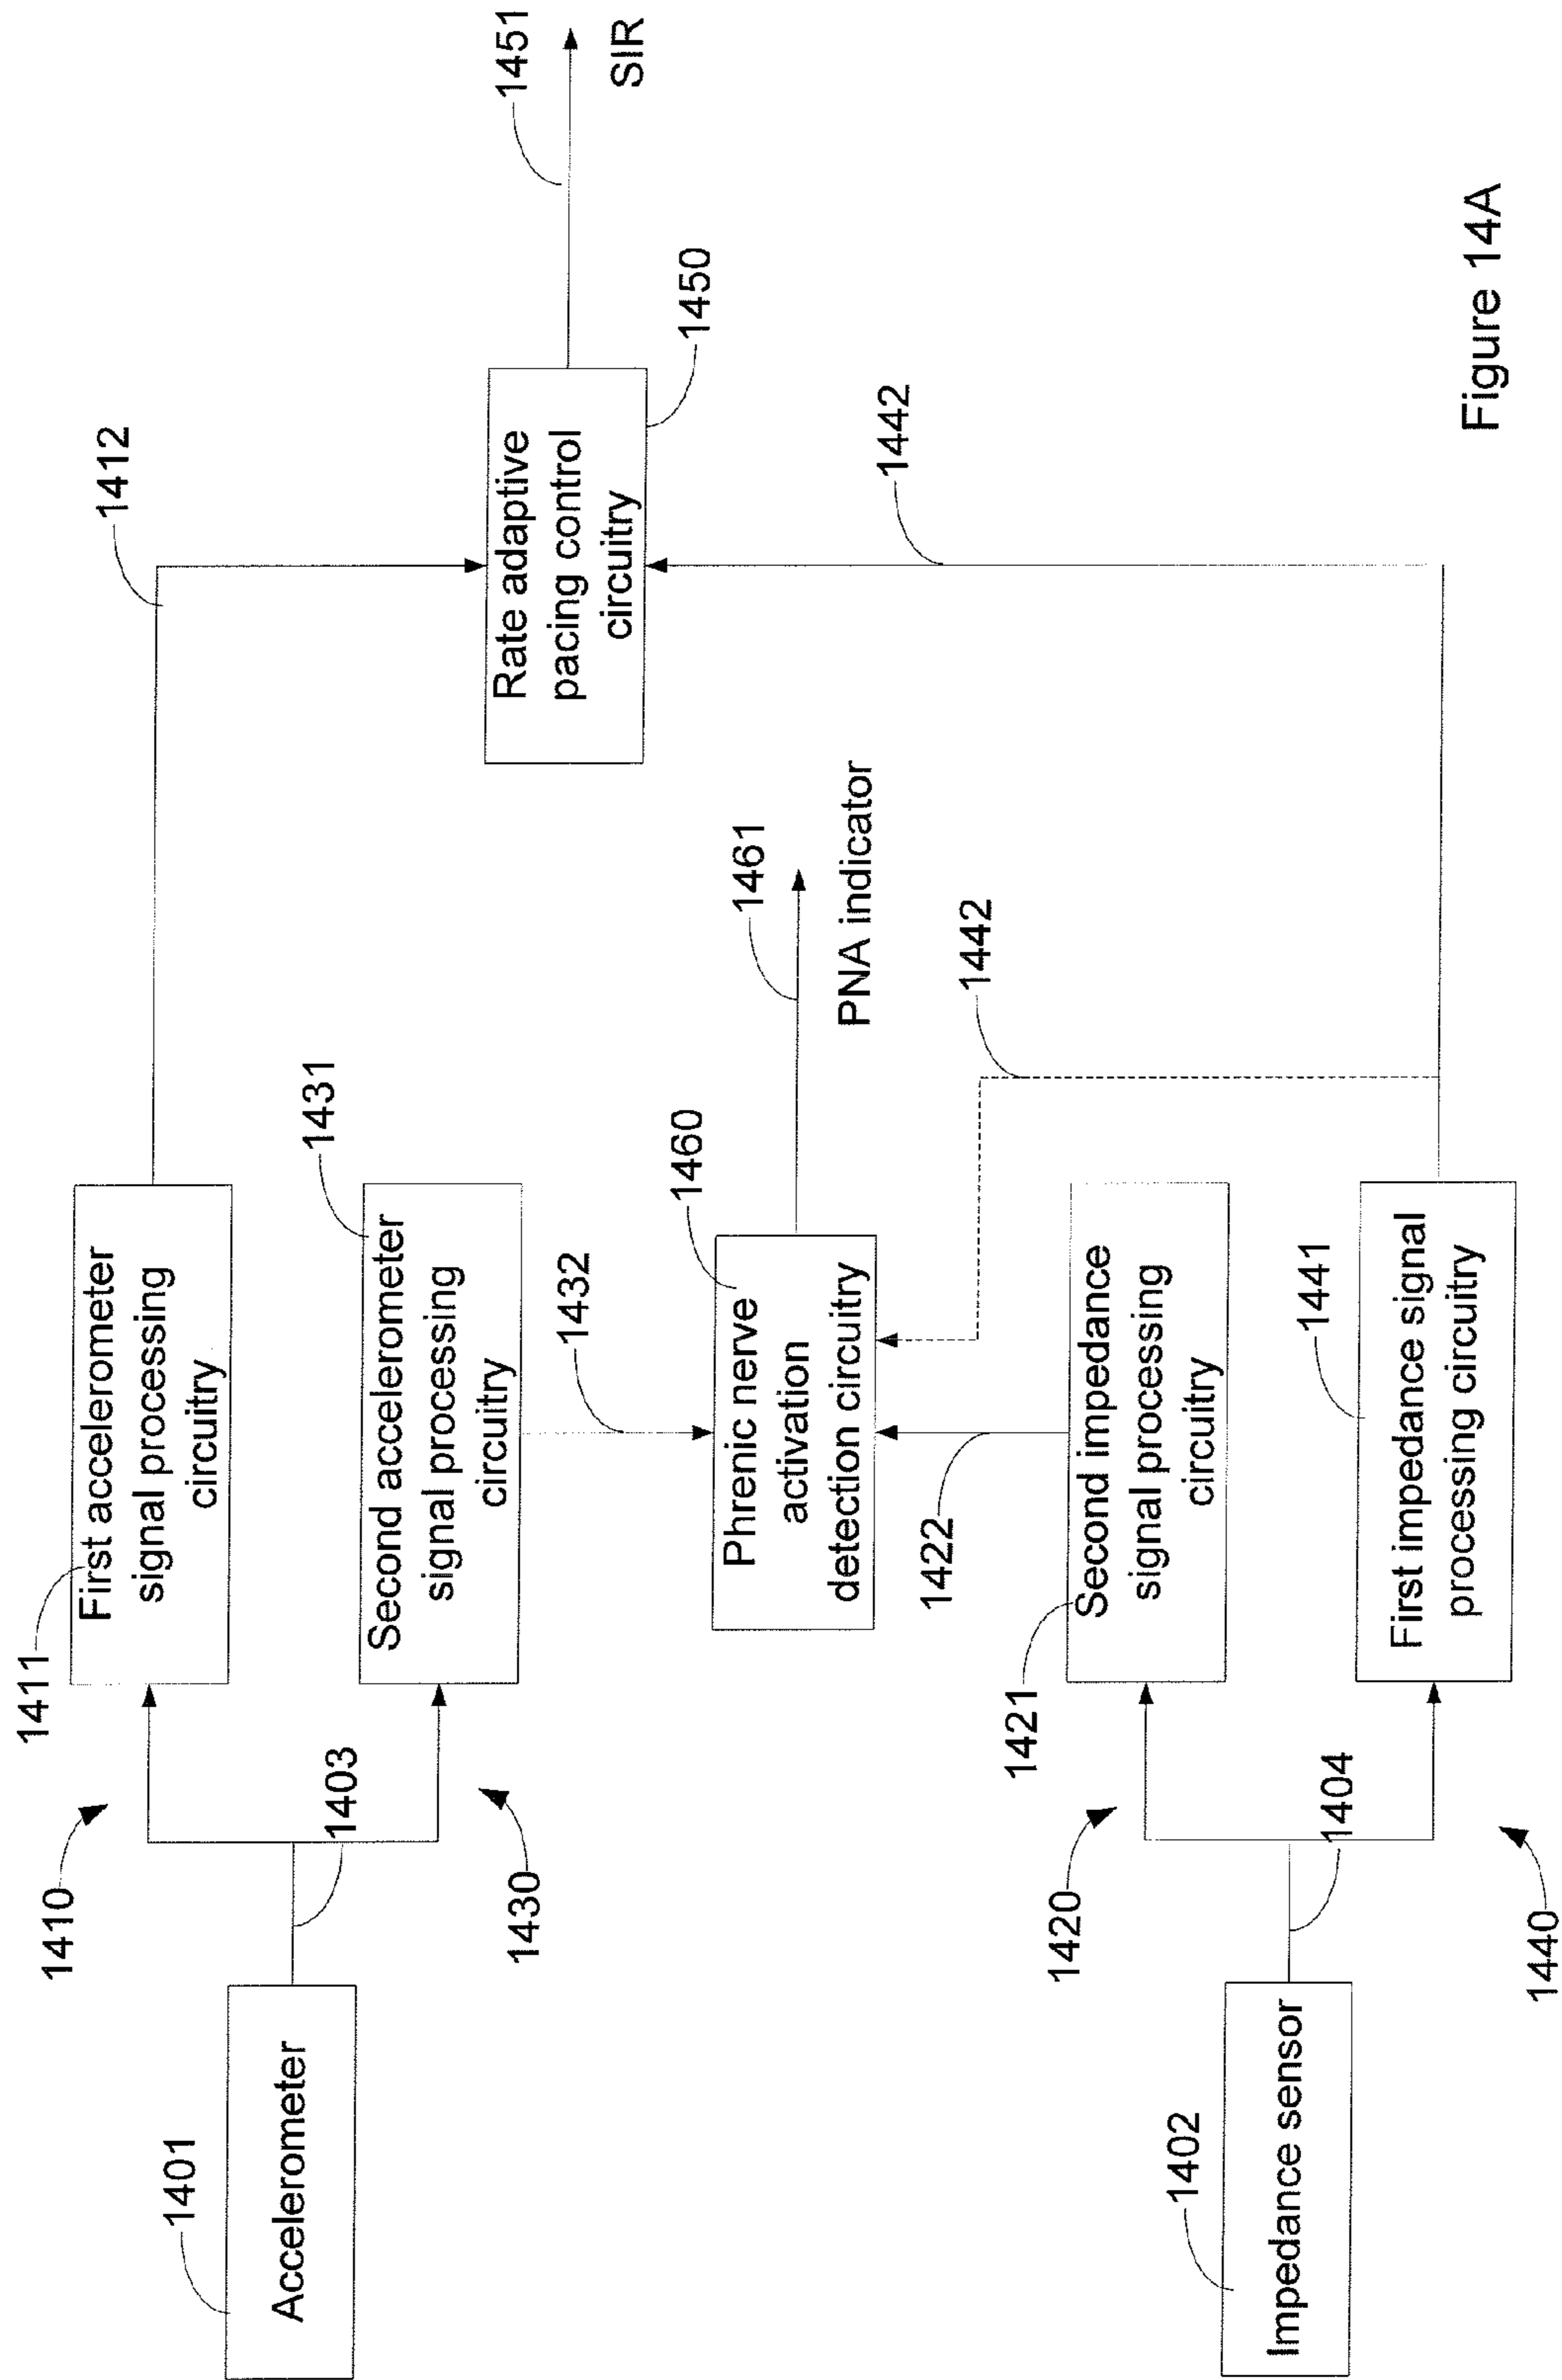 1401
Accelerometer
1403
1410
1411
First accelerometer
signal processing
circuitry
1412
1430
1431
Second accelerometer
signal processing
circuitry
1432
1460
Phrenic nerve
activation
detection circuitry
1461
PNA indicator
Rate adaptive
pacing control
circuitry
1450
1451
SIR
1402
Impedance sensor
1404
1420
1421
Second impedance
signal processing
circuitry
1422
1440
1441
First impedance signal
processing circuitry
1442
1442
Figure 14A